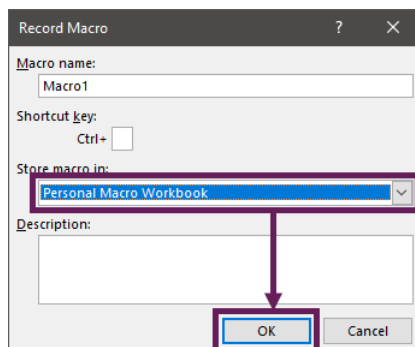 Record Macro
?
Macro name:
Macro1
Shortcut key:
Ctrl+
Store macro in:
Personal Macro Workbook
Description:
OK
Cancel